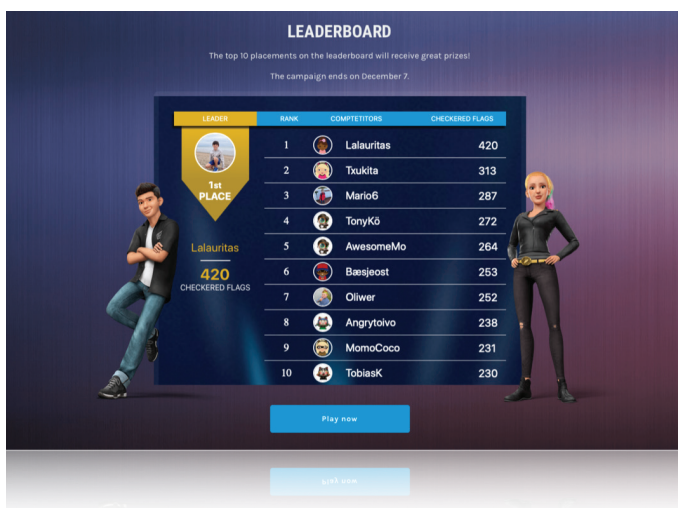 LEADERBOARD
The top 10 placements on the leaderboard will receive great prizes!
The campaign ends on December 7.
LEADER RANK COMPTETITORS CHECKERED FLAGS
1st
PLACE
Lalauritas
420
CHECKERED FLAGS
1 Lalauritas 420
2 Txukita 313
3 Mario6 287
4 TonyKö 272
5 AwesomeMo 264
6 Bæsjeost 253
7 Oliwer 252
8 Angrytoivo 238
9 MomoCoco 231
10 TobiasK 230
Play now